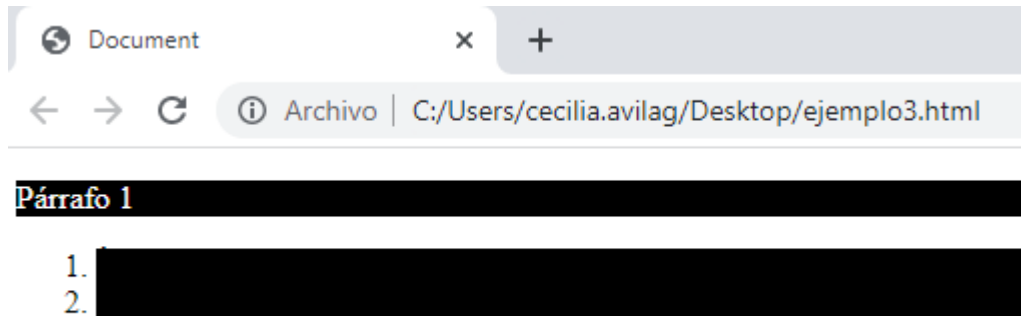 Document
Archivo | C:/Users/cecilia.avilag/Desktop/ejemplo3.html
Párrafo 1
1.
2.